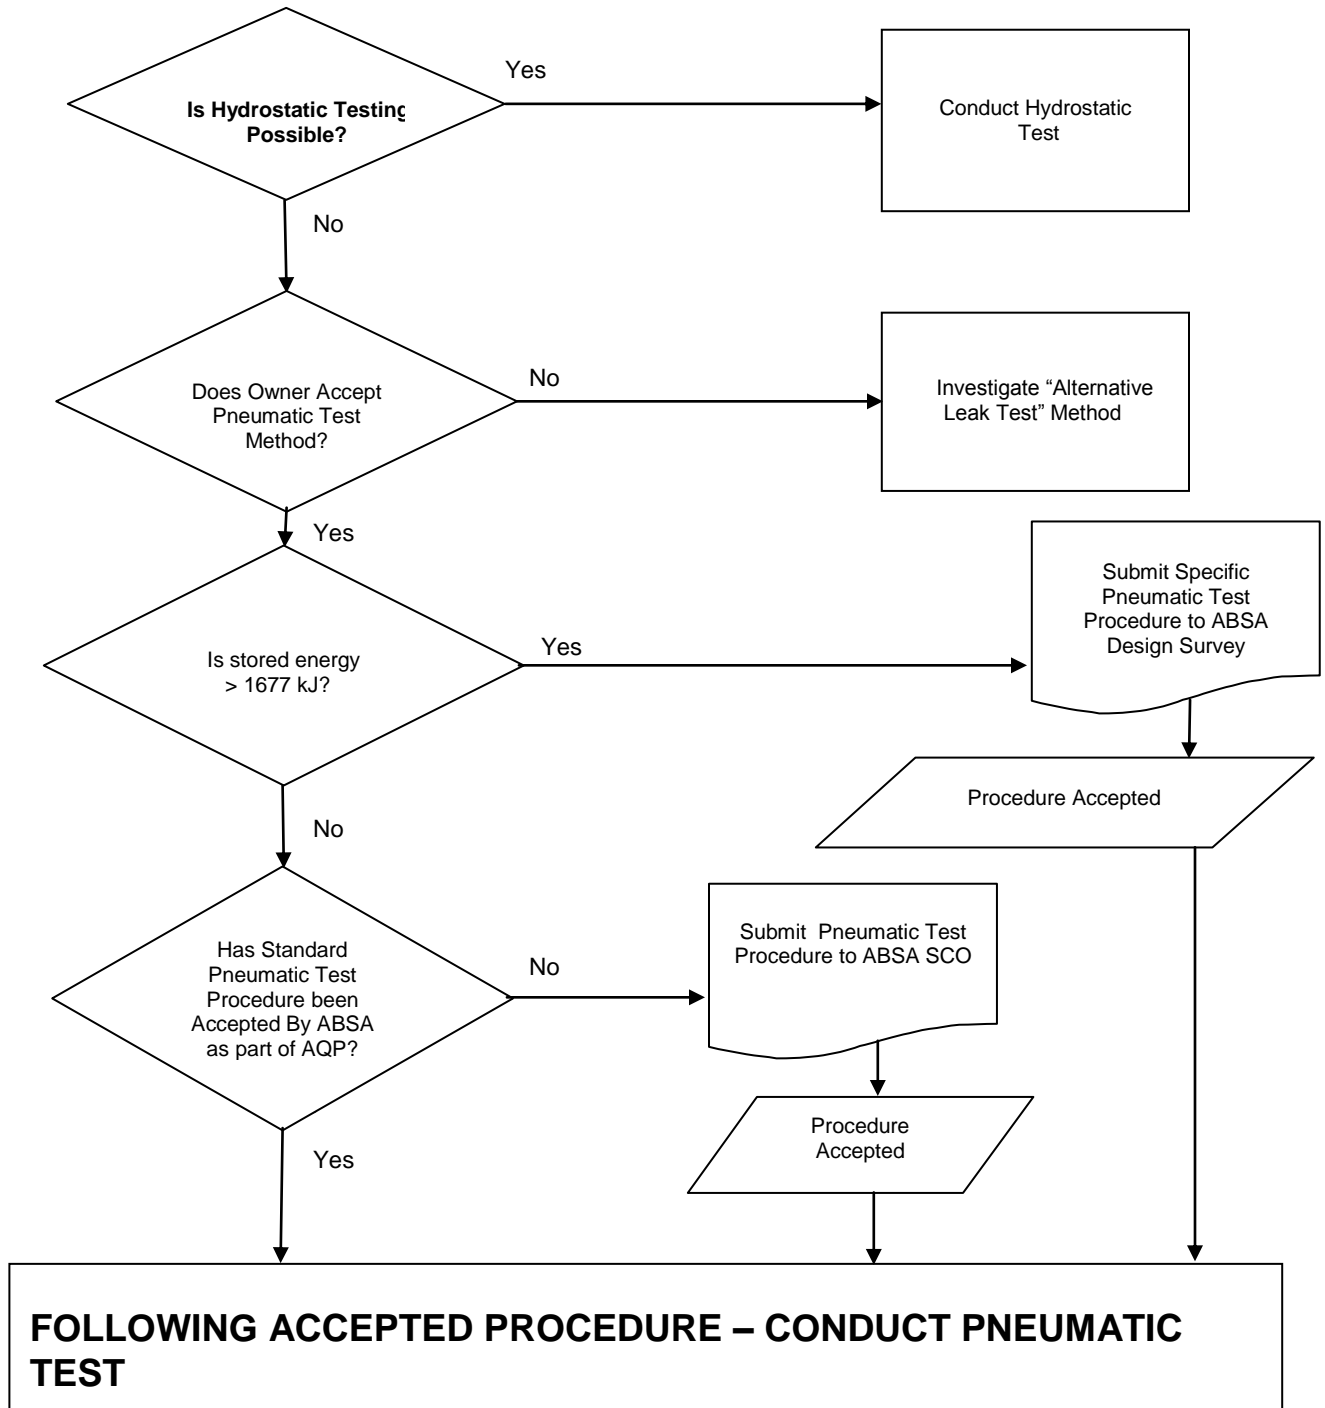 Is Hydrostatic Testing
Possible?
Yes
Conduct Hydrostatic
Test
No
Does Owner Accept
Pneumatic Test
Method?
No
Investigate “Alternative
Leak Test” Method
Yes
Is stored energy
> 1677 kJ?
Yes
Submit Specific
Pneumatic Test
Procedure to ABSA
Design Survey
Procedure Accepted
No
Has Standard
Pneumatic Test
Procedure been
Accepted By ABSA
as part of AQP?
No
Submit Pneumatic Test
Procedure to ABSA SCO
Procedure
Accepted
Yes
FOLLOWING ACCEPTED PROCEDURE – CONDUCT PNEUMATIC
TEST